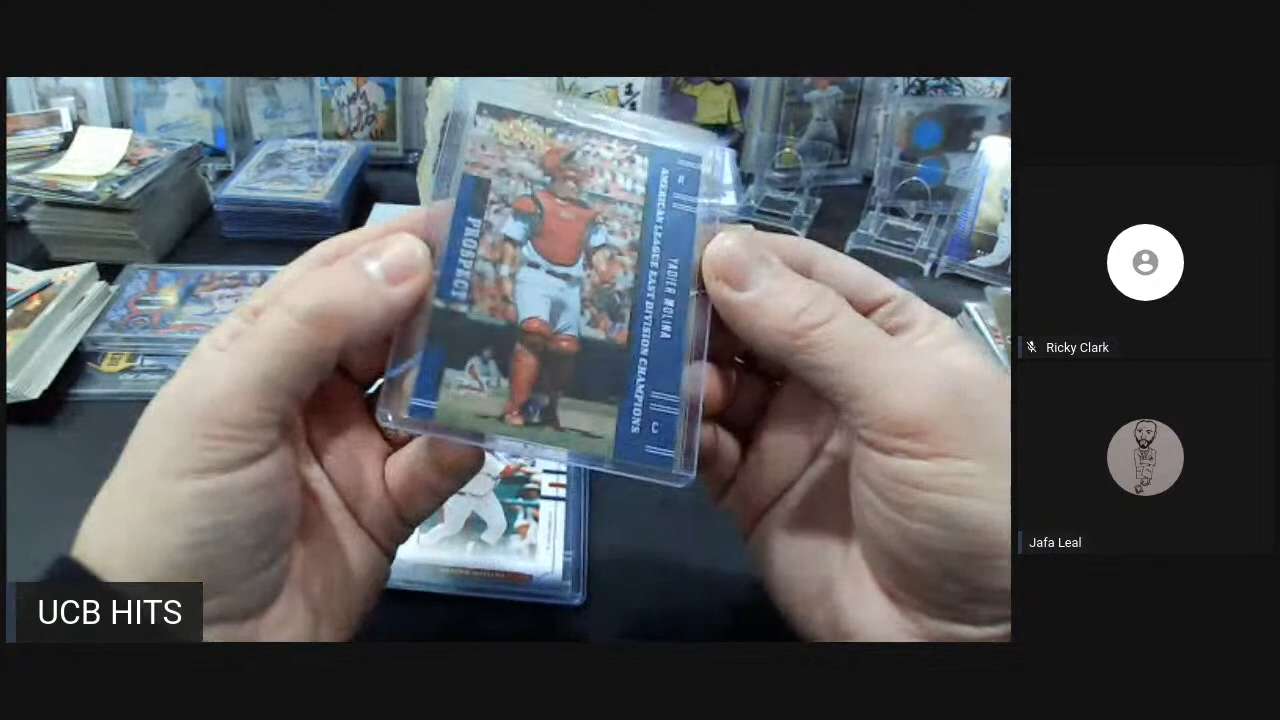 PROSPECT
YADIER MOLINA
AMERICAN LEAGUE EAST DIVISION CHAMPIONS
C
UCB HITS
Ricky Clark
Jafa Leal